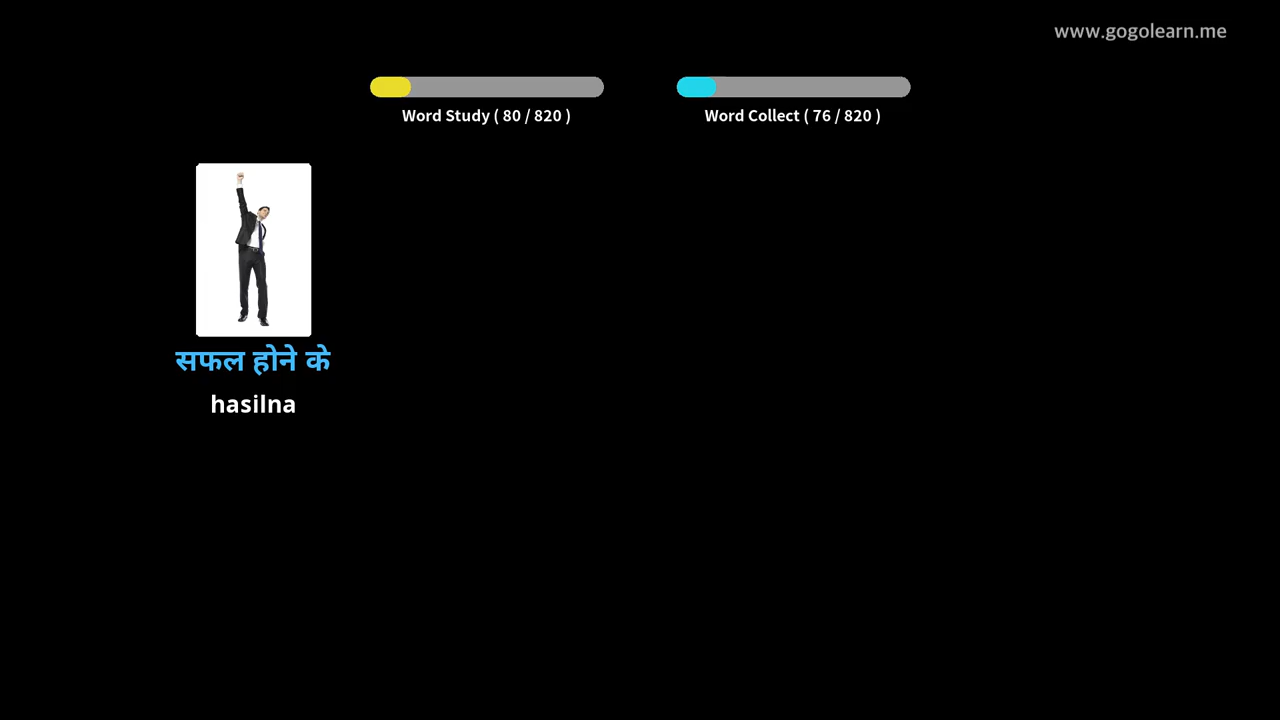 www.gogolearn.me
Word Study ( 80 / 820 )
Word Collect ( 76 / 820 )
सफल होने के
hasilna